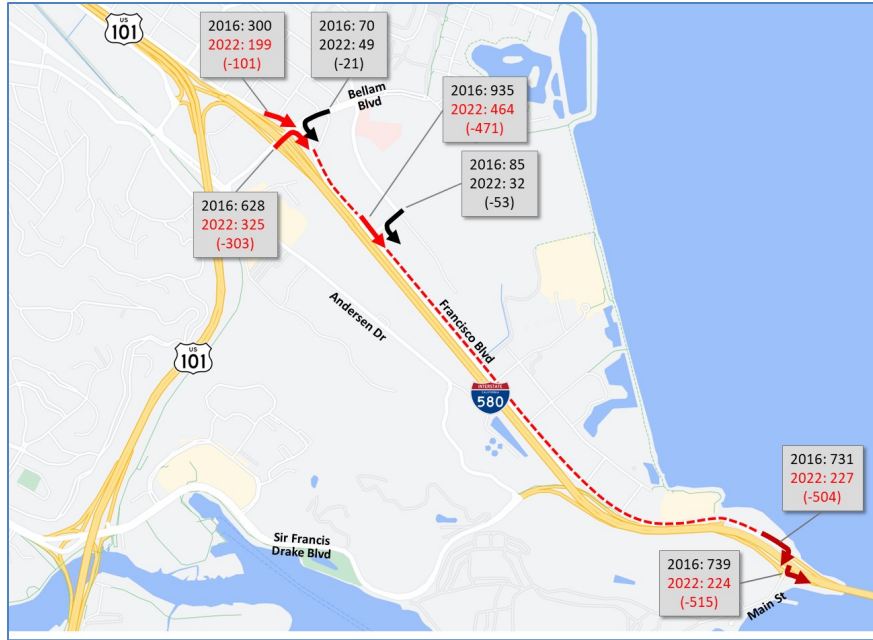 US
101
2016: 300
2022: 199
(-101)
2016: 70
2022: 49
(-21)
Bellam
Blvd
2016: 935
2022: 464
(-471)
2016: 85
2022: 32
(-53)
2016: 628
2022: 325
(-303)
Andersen Dr
Francisco Blvd
US
101
INTERSTATE
CALIFORNIA
580
2016: 731
2022: 227
(-504)
Sir Francis
Drake Blvd
2016: 739
2022: 224
(-515)
Main St